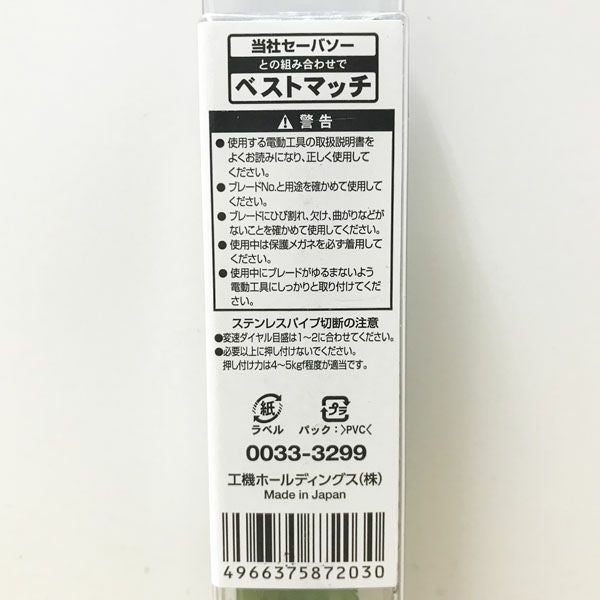 当社セーバソー
との組み合わせで
ベストマッチ
警告
●使用する電動工具の取扱説明書を
よくお読みになり、正しく使用して
ください。
●ブレードNo.と用途を確かめて使用して
ください。
●ブレードにひび割れ、欠け、曲がりなどが
ないことを確かめて使用してください。
●使用中は保護メガネを必ず着用して
ください。
●使用中にブレードがゆるまないよう
電動工具にしっかりと取り付けてくだ
さい。
ステンレスパイプ切断の注意
●変速ダイヤル目盛は1~2に合わせてください。
●必要以上に押し付けないでください。
押し付け力は4~5kgf程度が適当です。
紙 プラ
ラベル パック:>PVC<
0033-3299
工機ホールディングス(株)
Made in Japan
4966375872030